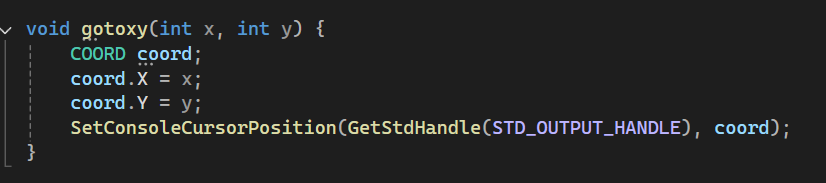 void gotoxy(int x, int y) {
    COORD coord;
    coord.X = x;
    coord.Y = y;
    SetConsoleCursorPosition(GetStdHandle(STD_OUTPUT_HANDLE), coord);
}